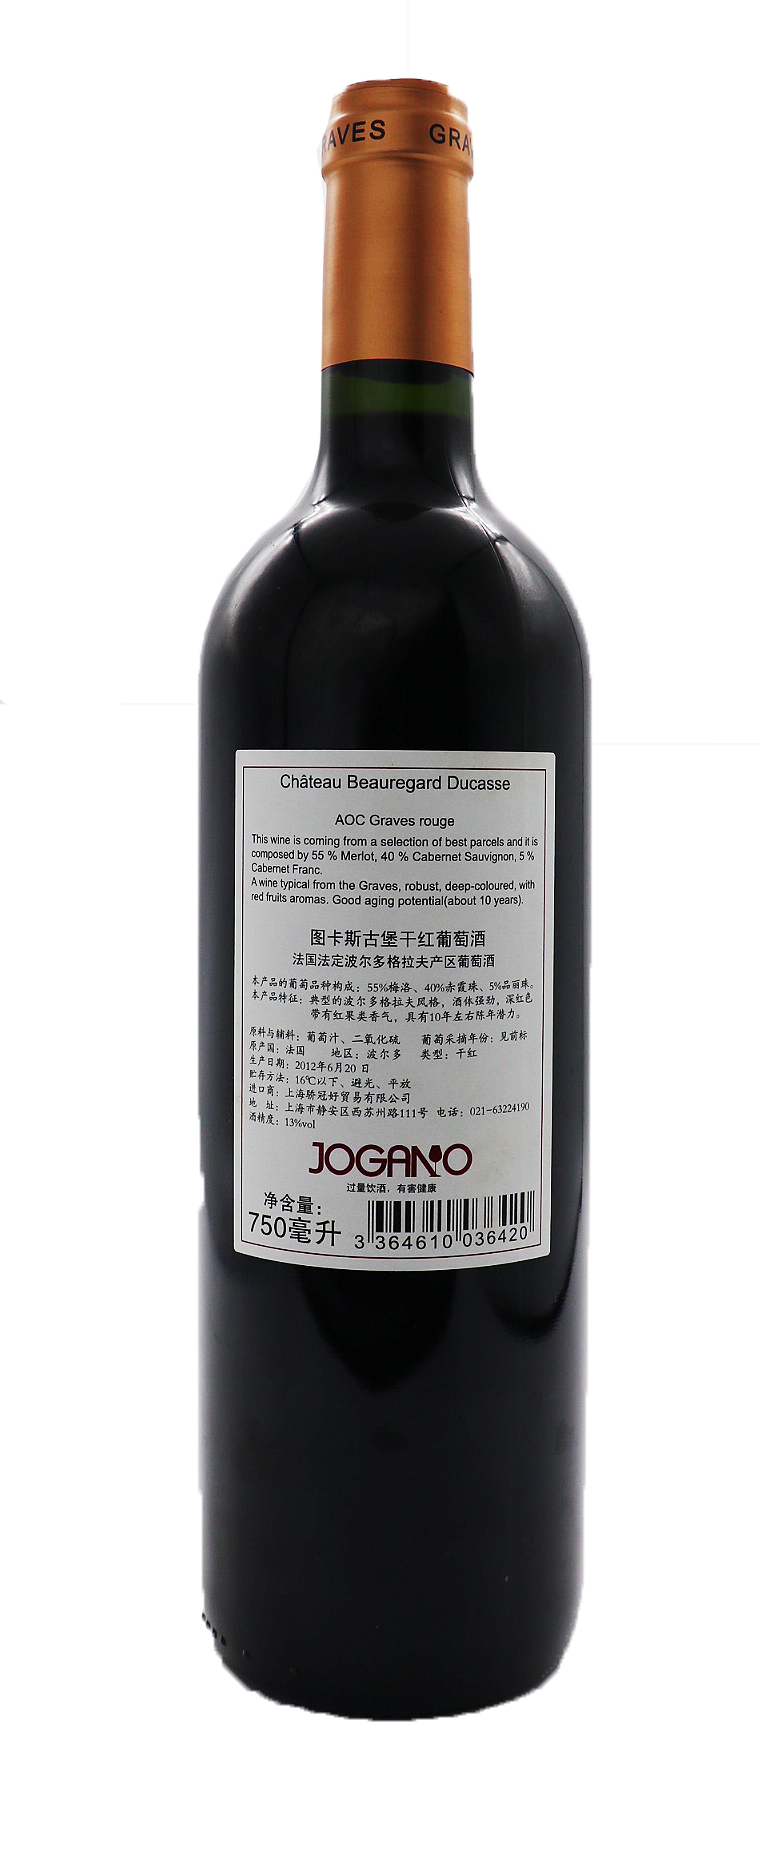 AVES GRA
Château Beauregard Ducasse
AOC Graves rouge
This wine is coming from a selection of best parcels and it is
composed by 55 % Merlot, 40 % Cabernet Sauvignon, 5 %
Cabernet Franc.
A wine typical from the Graves, robust, deep-coloured, with
red fruits aromas. Good aging potential(about 10 years).
图卡斯古堡干红葡萄酒
法国法定波尔多格拉夫产区葡萄酒
本产品的葡萄品种构成：55%梅洛、40%赤霞珠、5%品丽珠。
本产品特征：典型的波尔多格拉夫风格，酒体强劲，深红色
带有红果类香气，具有10年左右陈年潜力。
原料与辅料：葡萄汁、二氧化硫 葡萄采摘年份：见前标
原产国：法国 地区：波尔多 类型：干红
生产日期：2012年6月20 日
贮存方法：16℃以下、避光、平放
进口商：上海骄冠好贸易有限公司
地 址：上海市静安区西苏州路111号 电话：021-63224190
酒精度：13%vol
JOGANO
过量饮酒，有害健康
净含量：
750毫升
3 364610 036420